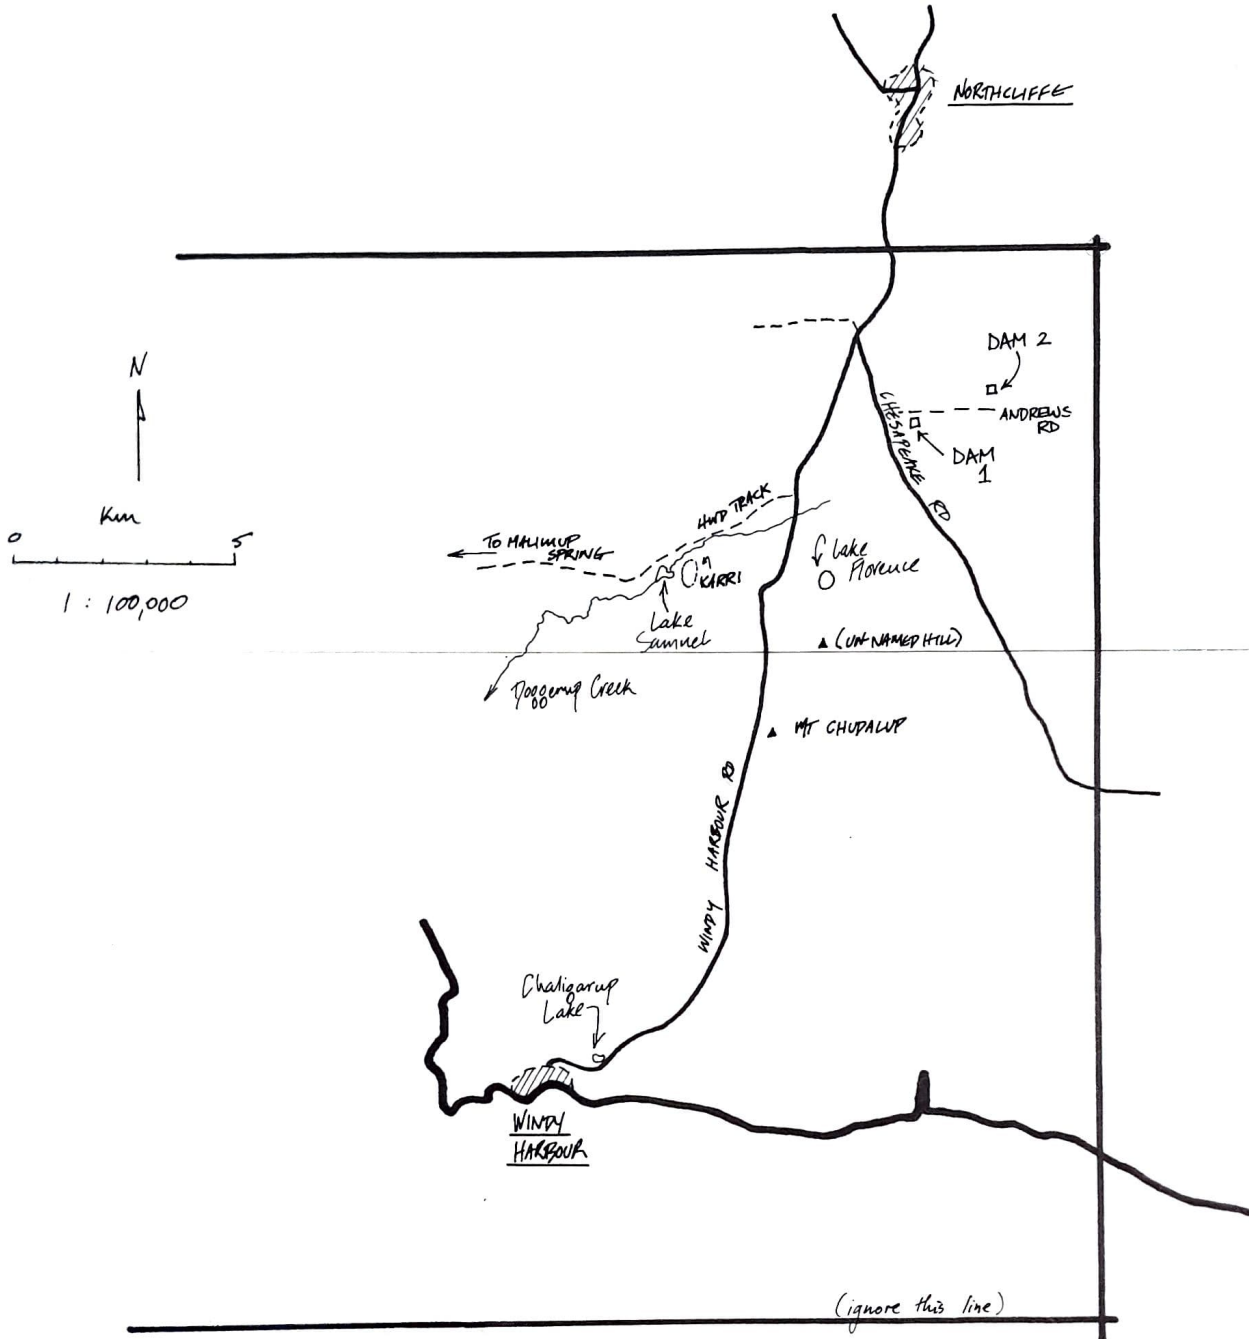 NORTHCLIFFE
DAM 2
N
ANDREWS
RD
CHESAPEAKE RD
DAM
1
HWD TRACK
Km
0 5
TO MALIMUP
SPRING
KARRI
Lake
Florence
1 : 100,000
Lake
Samuel
(UN-NAMED HILL)
Doggerup Creek
MT CHUDALUP
WINDY HARBOUR RD
Chaligarup
Lake
WINDY
HARBOUR
(ignore this line)